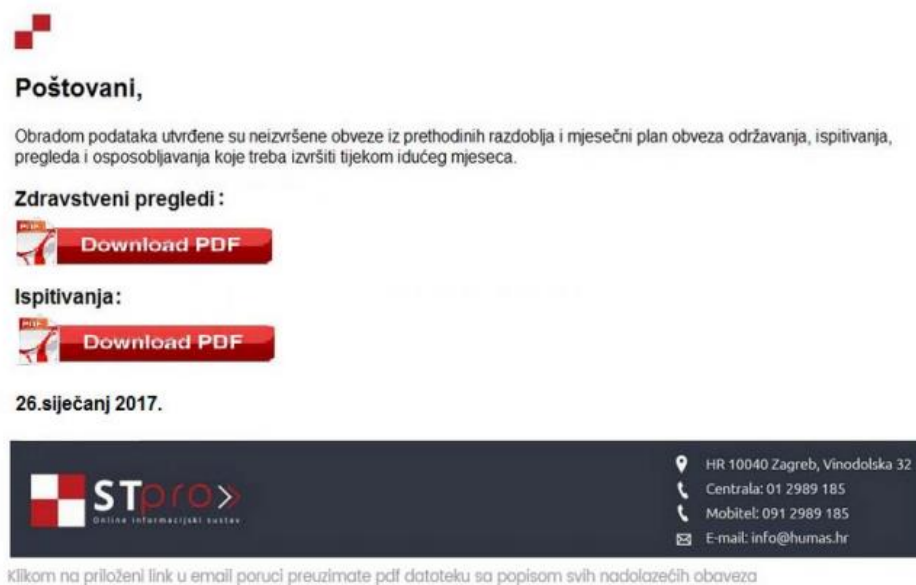 Poštovani,
Obradom podataka utvrđene su neizvršene obveze iz prethodinih razdoblja i mjesečni plan obveza održavanja, ispitivanja,
pregleda i osposobljavanja koje treba izvršiti tijekom idućeg mjeseca.
Zdravstveni pregledi :
PDF
Download PDF
Ispitivanja:
PDF
Download PDF
26.siječanj 2017.
STpro»
Online informacijski sustav
HR 10040 Zagreb, Vinodolska 32
Centrala: 01 2989 185
Mobitel: 091 2989 185
E-mail: info@humas.hr
Klikom na priloženi link u email poruci preuzimate pdf datoteku sa popisom svih nadolazećih obaveza